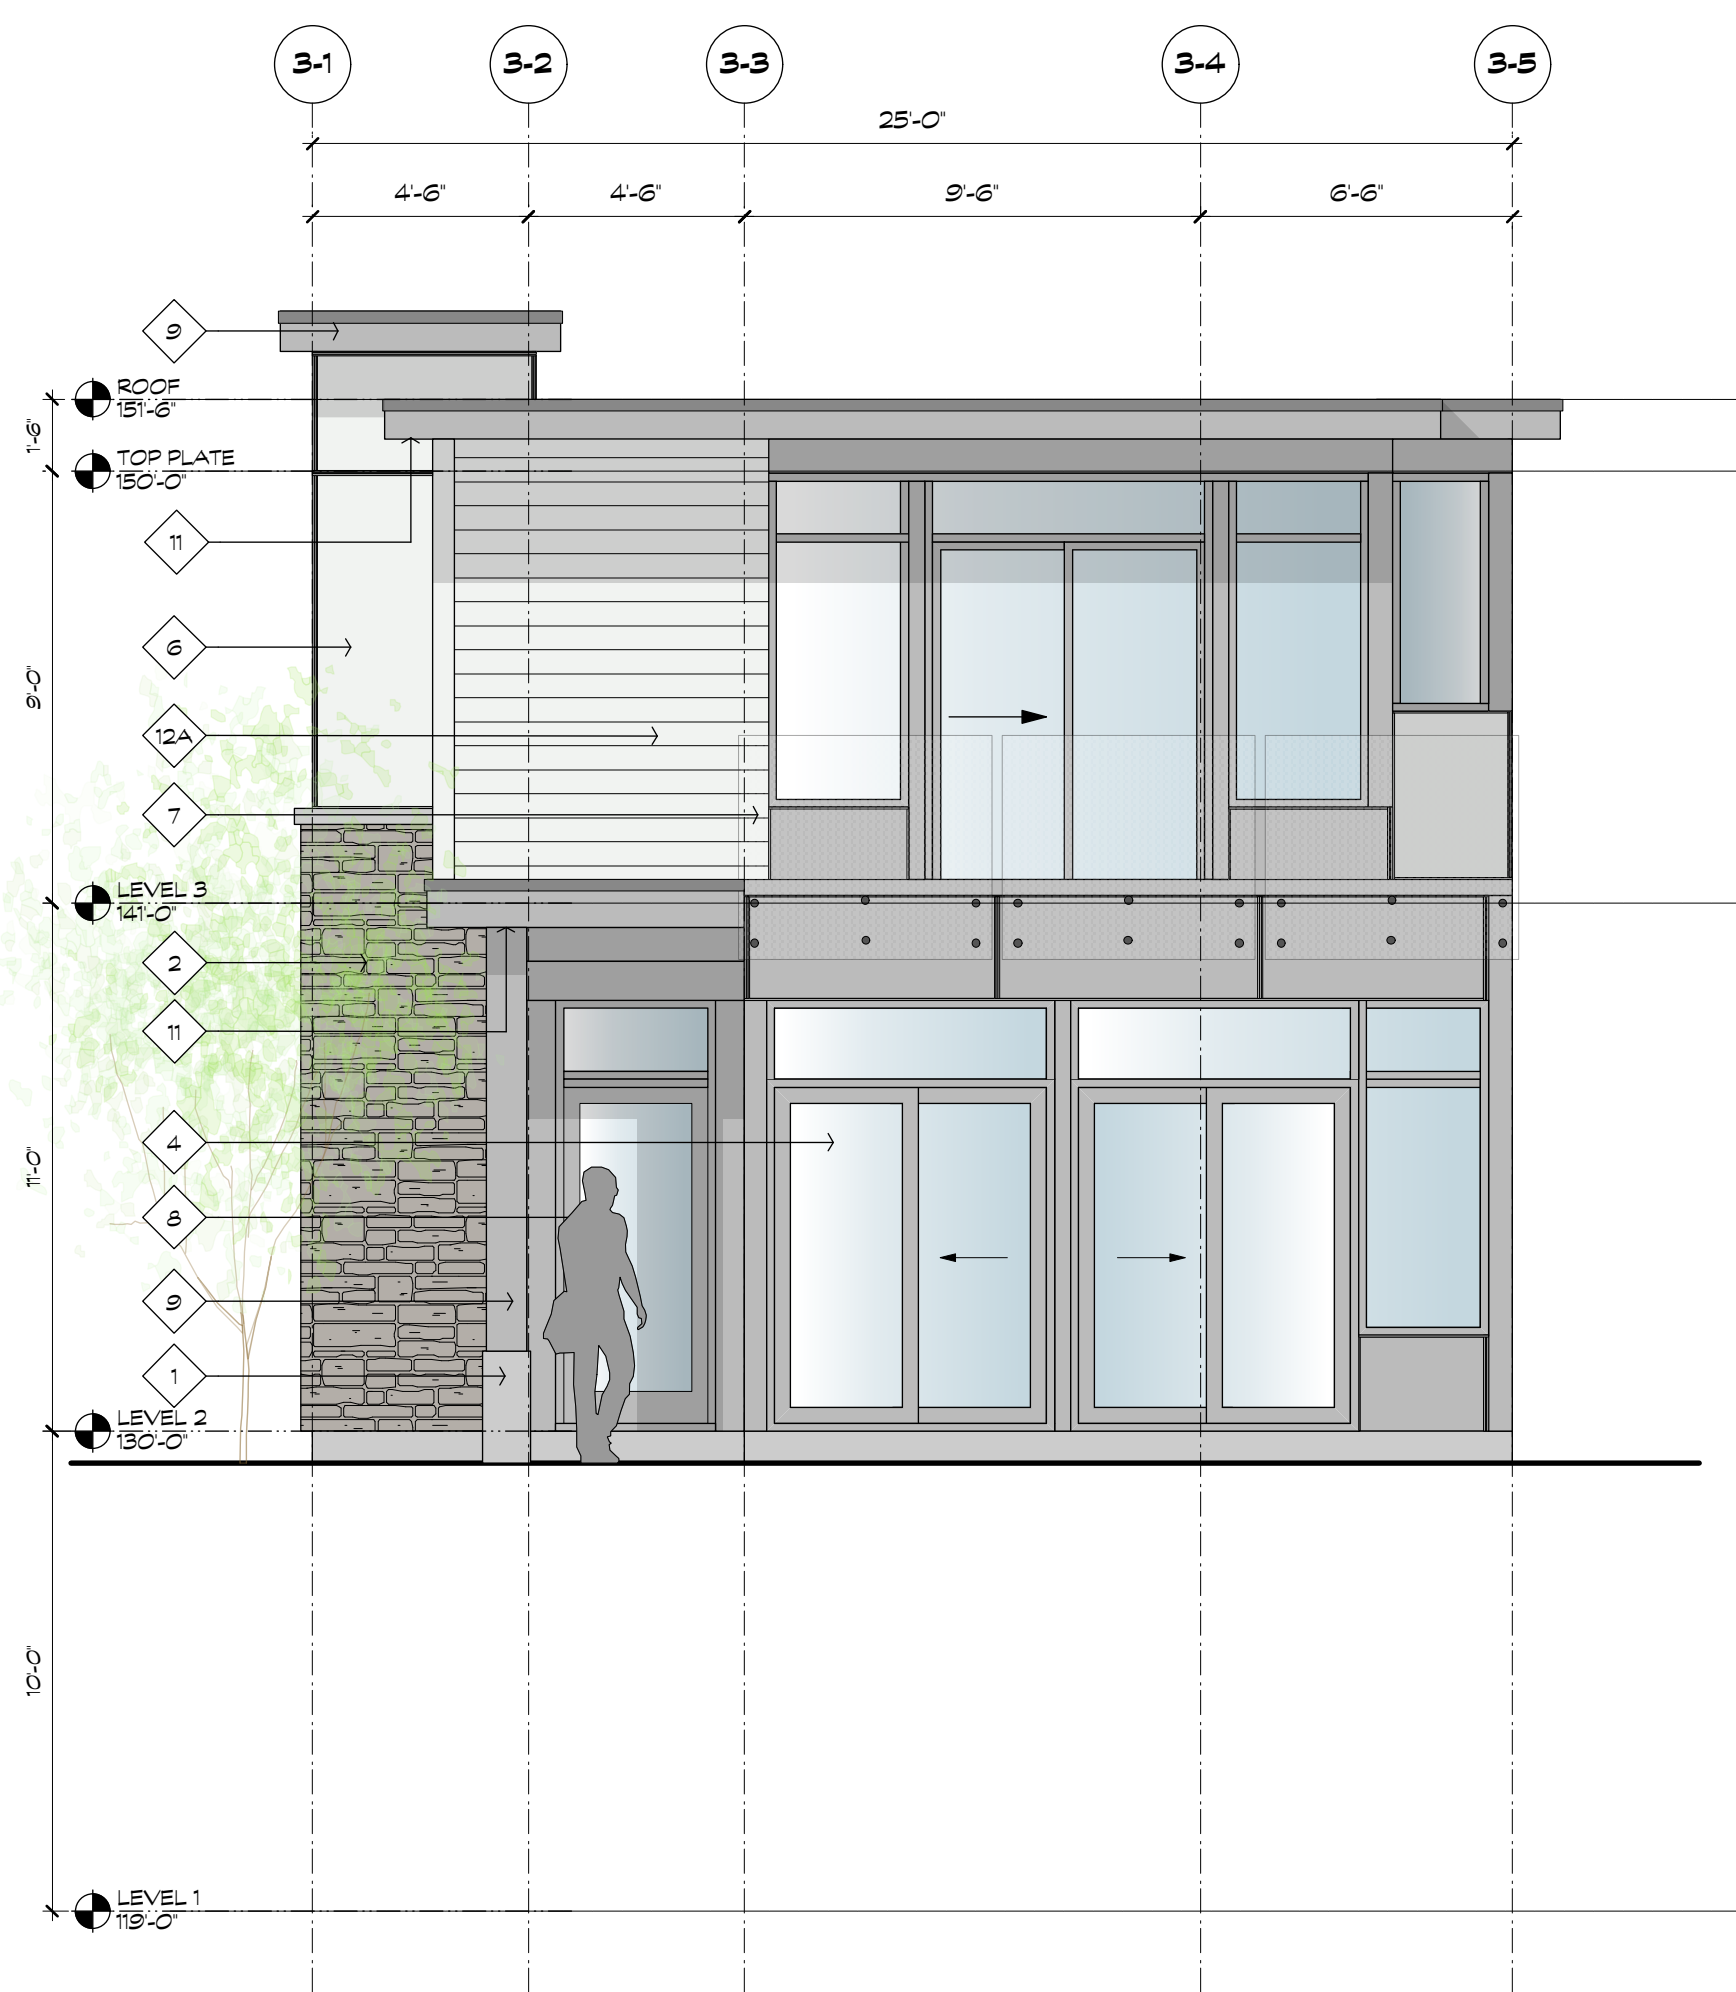 3-1 3-2 3-3 3-4 3-5
25'-0"
4'-6" 4'-6" 9'-6" 6'-6"
9
ROOF
151'-6"
1'-6"
TOP PLATE
150'-0"
11
6
9'-0"
12A
7
LEVEL 3
141'-0"
2
11
4
11'-0"
8
9
1
LEVEL 2
130'-0"
10'-0"
LEVEL 1
119'-0"